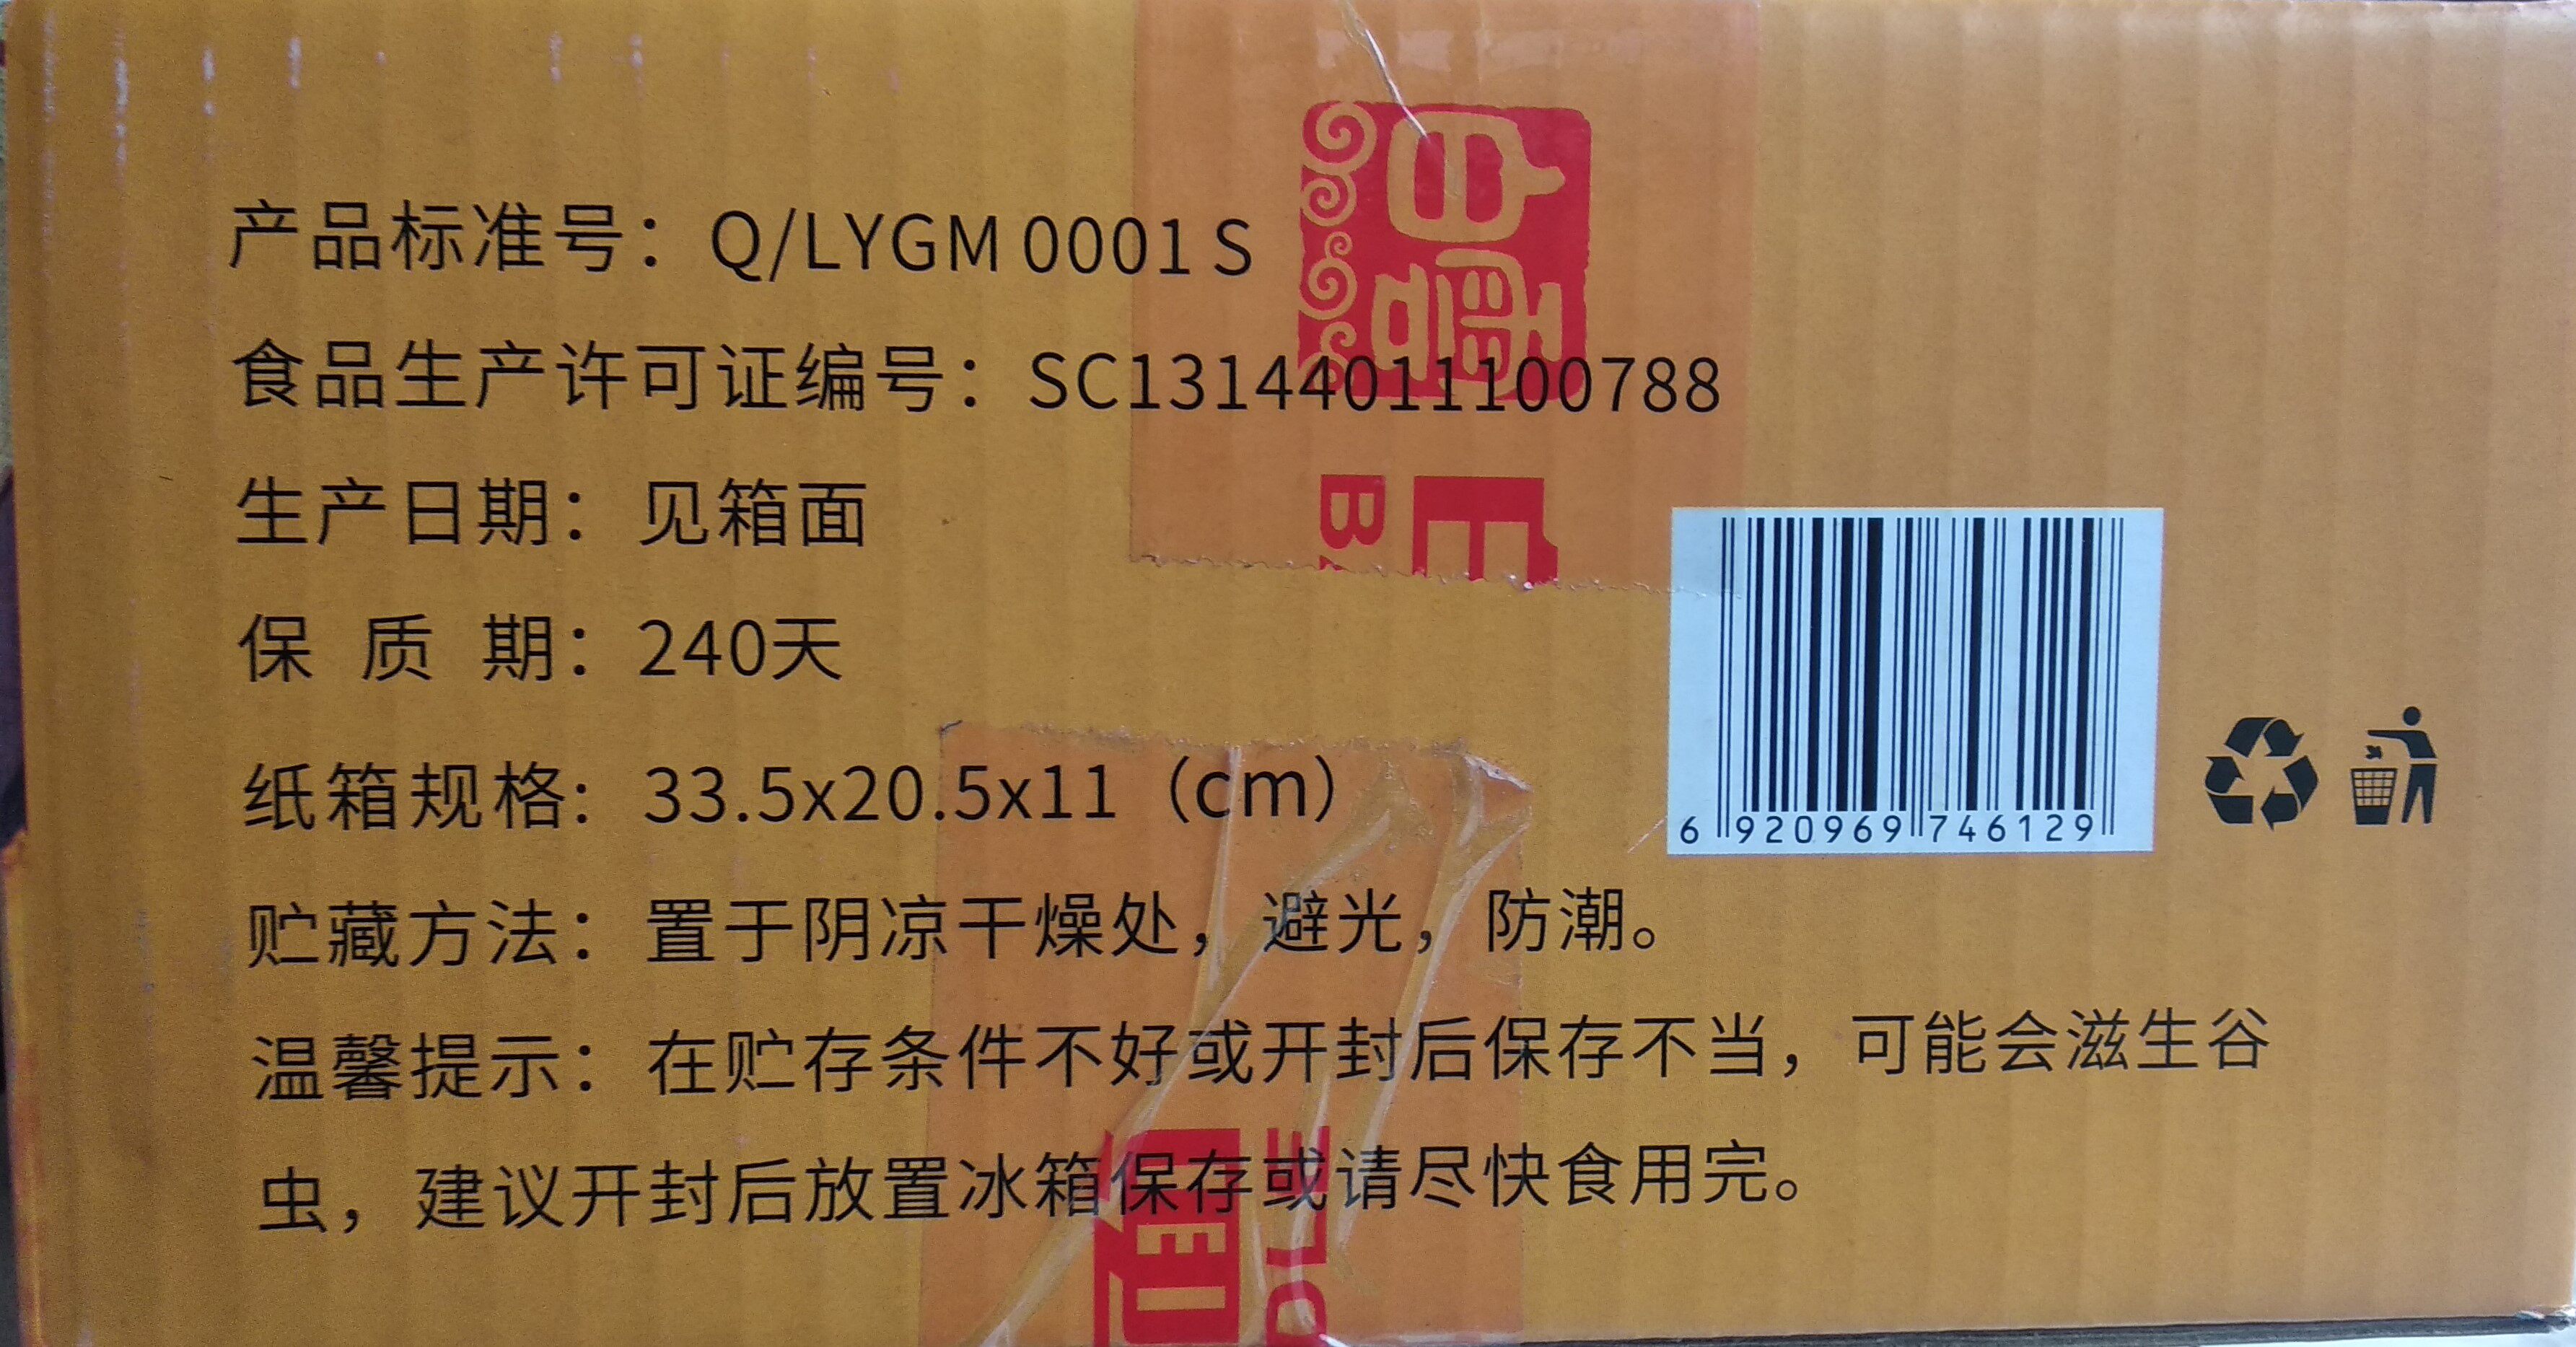 产品标准号：Q/LYGM 0001 S
食品生产许可证编号：SC13144011100788
生产日期：见箱面
保 质 期：240天
纸箱规格: 33.5x20.5x11（cm）
贮藏方法：置于阴凉干燥处，避光，防潮。
温馨提示：在贮存条件不好或开封后保存不当，可能会滋生谷
虫，建议开封后放置冰箱保存或请尽快食用完。
6 920969 746129